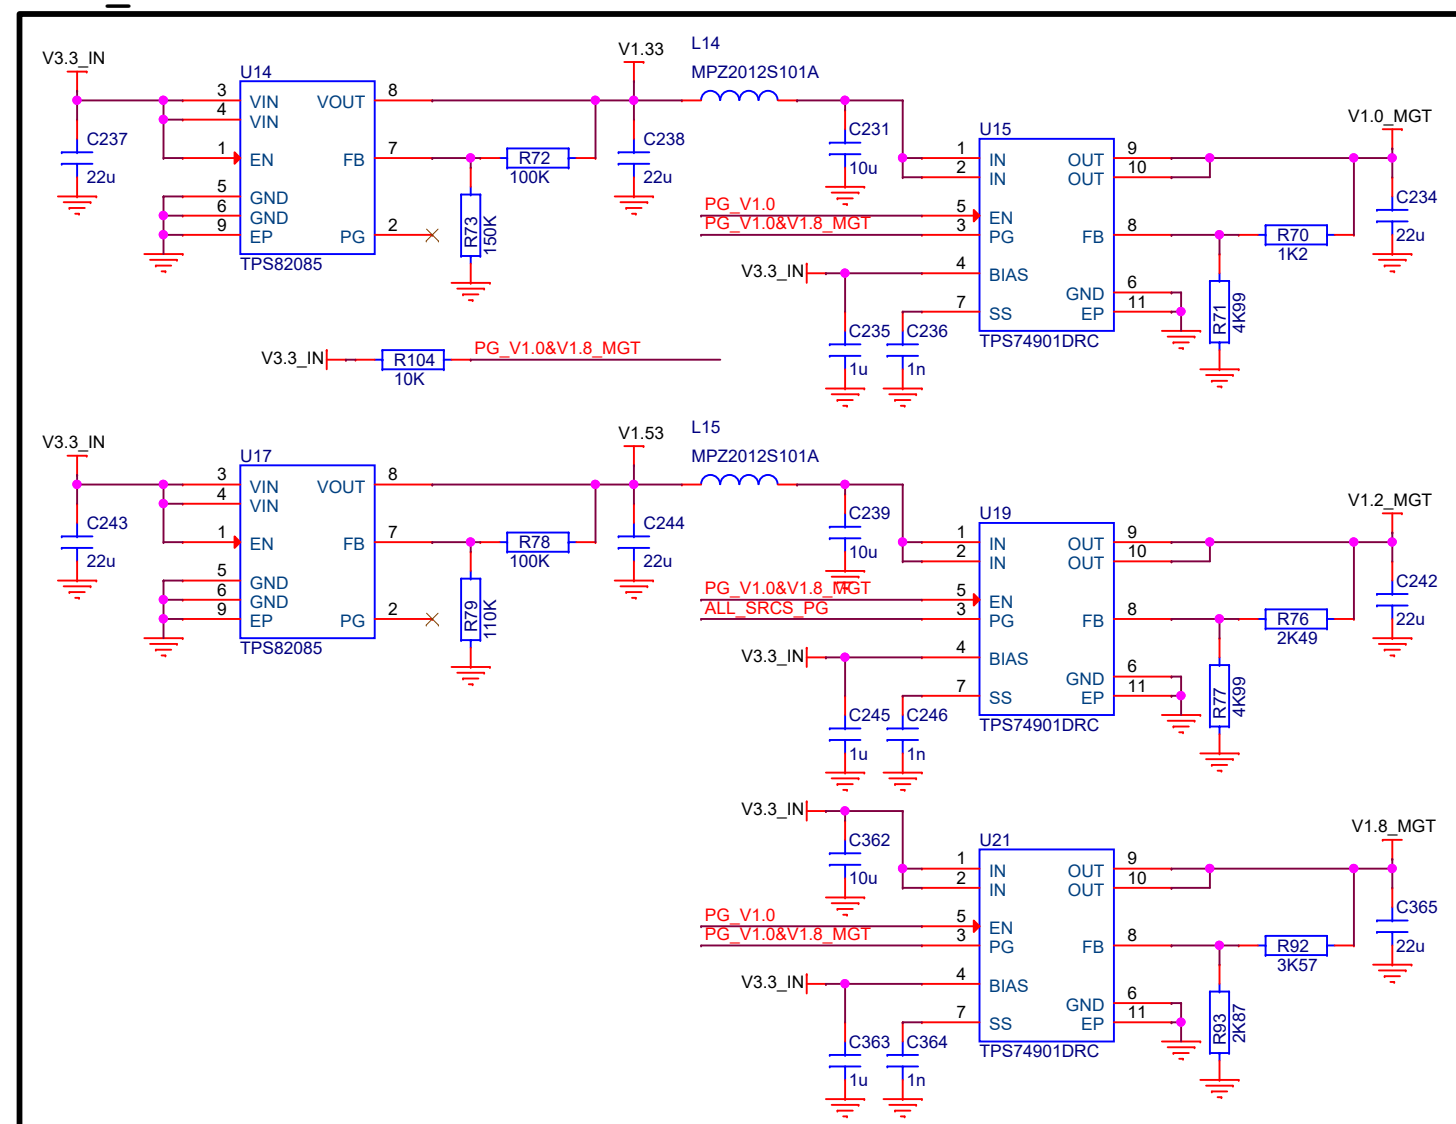 V3.3_IN
U14
3 VIN VOUT 8
4 VIN
1 EN FB 7
5 GND
6 GND
9 EP PG 2
TPS82085
C237
22u
R72
100K
R73
150K
V1.33
C238
22u
L14
MPZ2012S101A
C231
10u
U15
1 IN OUT 9
2 IN OUT 10
PG_V1.0 5 EN
PG_V1.0&V1.8_MGT 3 PG FB 8
V3.3_IN 4 BIAS
GND 6
7 SS EP 11
TPS74901DRC
C235
1u
C236
1n
V1.0_MGT
C234
22u
R70
1K2
R71
4K99
V3.3_IN R104 PG_V1.0&V1.8_MGT
10K
V3.3_IN
U17
3 VIN VOUT 8
4 VIN
1 EN FB 7
5 GND
6 GND
9 EP PG 2
TPS82085
C243
22u
R78
100K
R79
110K
V1.53
C244
22u
L15
MPZ2012S101A
C239
10u
U19
1 IN OUT 9
2 IN OUT 10
PG_V1.0&V1.8_MGT 5 EN
ALL_SRCS_PG 3 PG FB 8
V3.3_IN 4 BIAS
GND 6
7 SS EP 11
TPS74901DRC
C245
1u
C246
1n
V1.2_MGT
C242
22u
R76
2K49
R77
4K99
V3.3_IN
C362
10u
U21
1 IN OUT 9
2 IN OUT 10
PG_V1.0 5 EN
PG_V1.0&V1.8_MGT 3 PG FB 8
V3.3_IN 4 BIAS
GND 6
7 SS EP 11
TPS74901DRC
C363
1u
C364
1n
V1.8_MGT
C365
22u
R92
3K57
R93
2K87